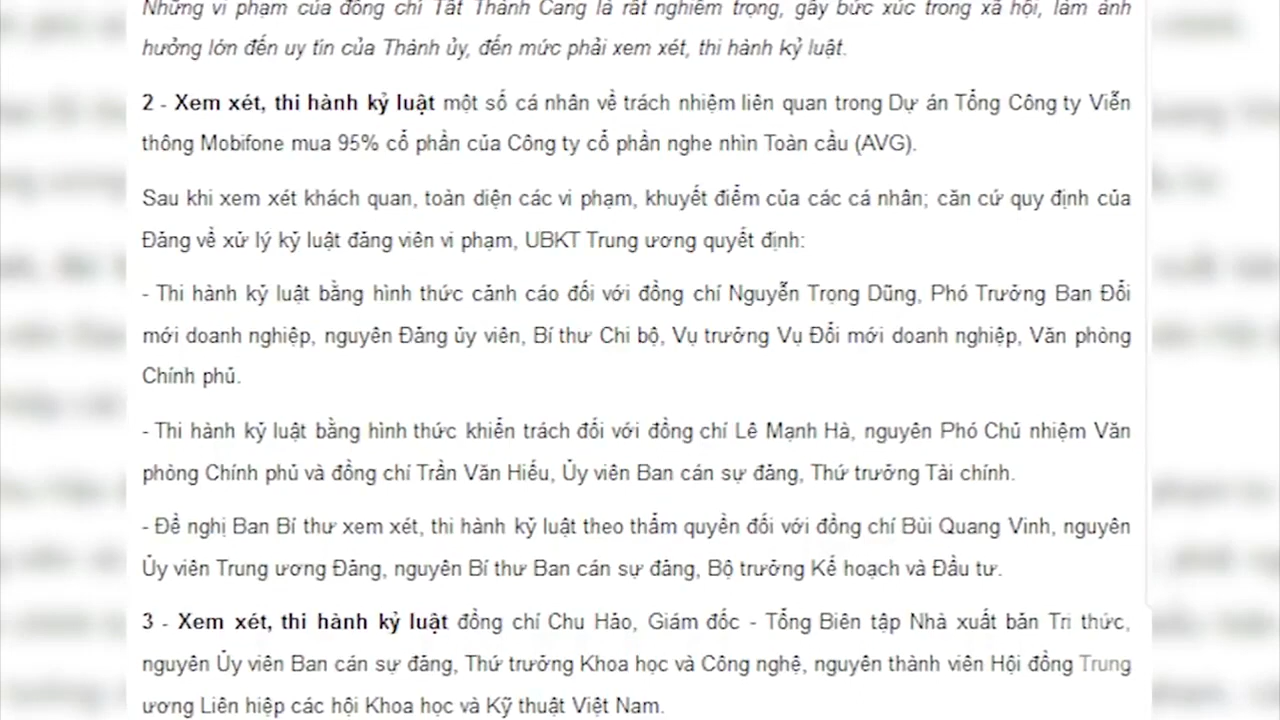 Những vi phạm của đồng chí Tất Thành Cang là rất nghiêm trọng, gây bức xúc trong xã hội, làm ảnh
hưởng lớn đến uy tín của Thành ủy, đến mức phải xem xét, thi hành kỷ luật.
2 - Xem xét, thi hành kỷ luật một số cá nhân về trách nhiệm liên quan trong Dự án Tổng Công ty Viễn
thông Mobifone mua 95% cổ phần của Công ty cổ phần nghe nhìn Toàn cầu (AVG).
Sau khi xem xét khách quan, toàn diện các vi phạm, khuyết điểm của các cá nhân; căn cứ quy định của
Đảng về xử lý kỷ luật đảng viên vi phạm, UBKT Trung ương quyết định:
- Thi hành kỷ luật bằng hình thức cảnh cáo đối với đồng chí Nguyễn Trọng Dũng, Phó Trưởng Ban Đổi
mới doanh nghiệp, nguyên Đảng ủy viên, Bí thư Chi bộ, Vụ trưởng Vụ Đổi mới doanh nghiệp, Văn phòng
Chính phủ.
- Thi hành kỷ luật bằng hình thức khiển trách đối với đồng chí Lê Mạnh Hà, nguyên Phó Chủ nhiệm Văn
phòng Chính phủ và đồng chí Trần Văn Hiếu, Ủy viên Ban cán sự đảng, Thứ trưởng Tài chính.
- Đề nghị Ban Bí thư xem xét, thi hành kỷ luật theo thẩm quyền đối với đồng chí Bùi Quang Vinh, nguyên
Ủy viên Trung ương Đảng, nguyên Bí thư Ban cán sự đảng, Bộ trưởng Kế hoạch và Đầu tư.
3 - Xem xét, thi hành kỷ luật đồng chí Chu Hảo, Giám đốc - Tổng Biên tập Nhà xuất bản Tri thức,
nguyên Ủy viên Ban cán sự đảng, Thứ trưởng Khoa học và Công nghệ, nguyên thành viên Hội đồng Trung
ương Liên hiệp các hội Khoa học và Kỹ thuật Việt Nam.